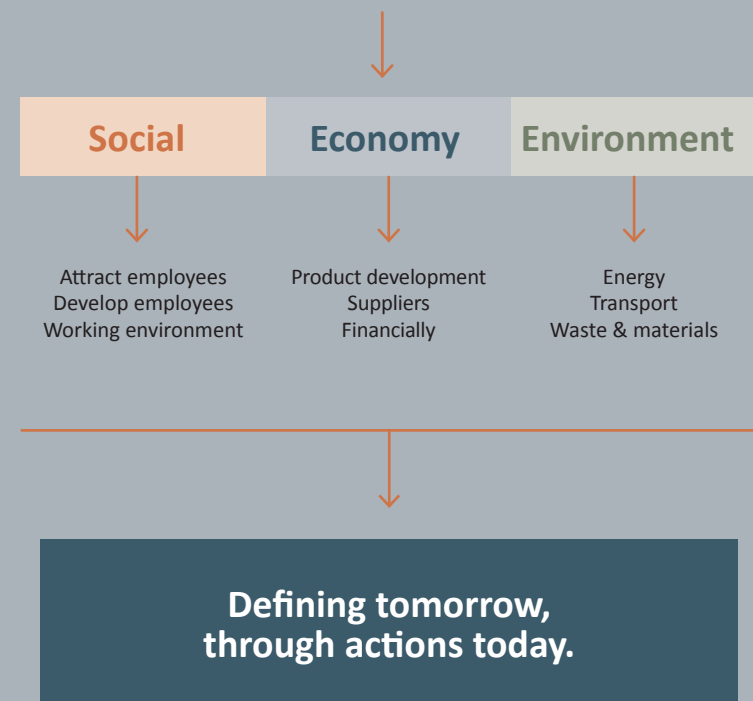 Social
Economy
Environment
Attract employees
Develop employees
Working environment
Product development
Suppliers
Financially
Energy
Transport
Waste & materials
Defining tomorrow,
through actions today.